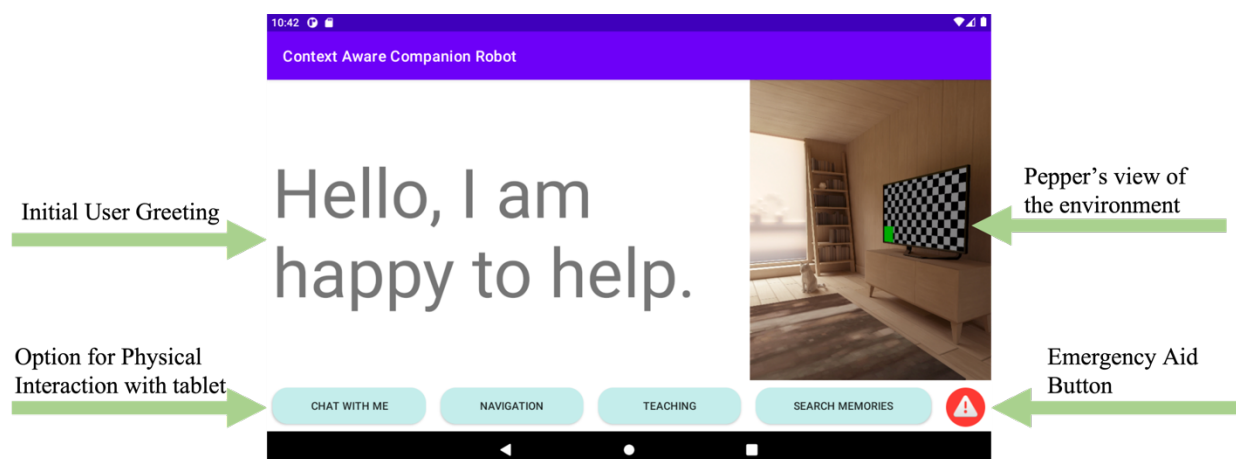 10:42
Context Aware Companion Robot
Initial User Greeting
Hello, I am
happy to help.
Pepper's view of
the environment
Option for Physical
Interaction with tablet
CHAT WITH ME
NAVIGATION
TEACHING
SEARCH MEMORIES
Emergency Aid
Button